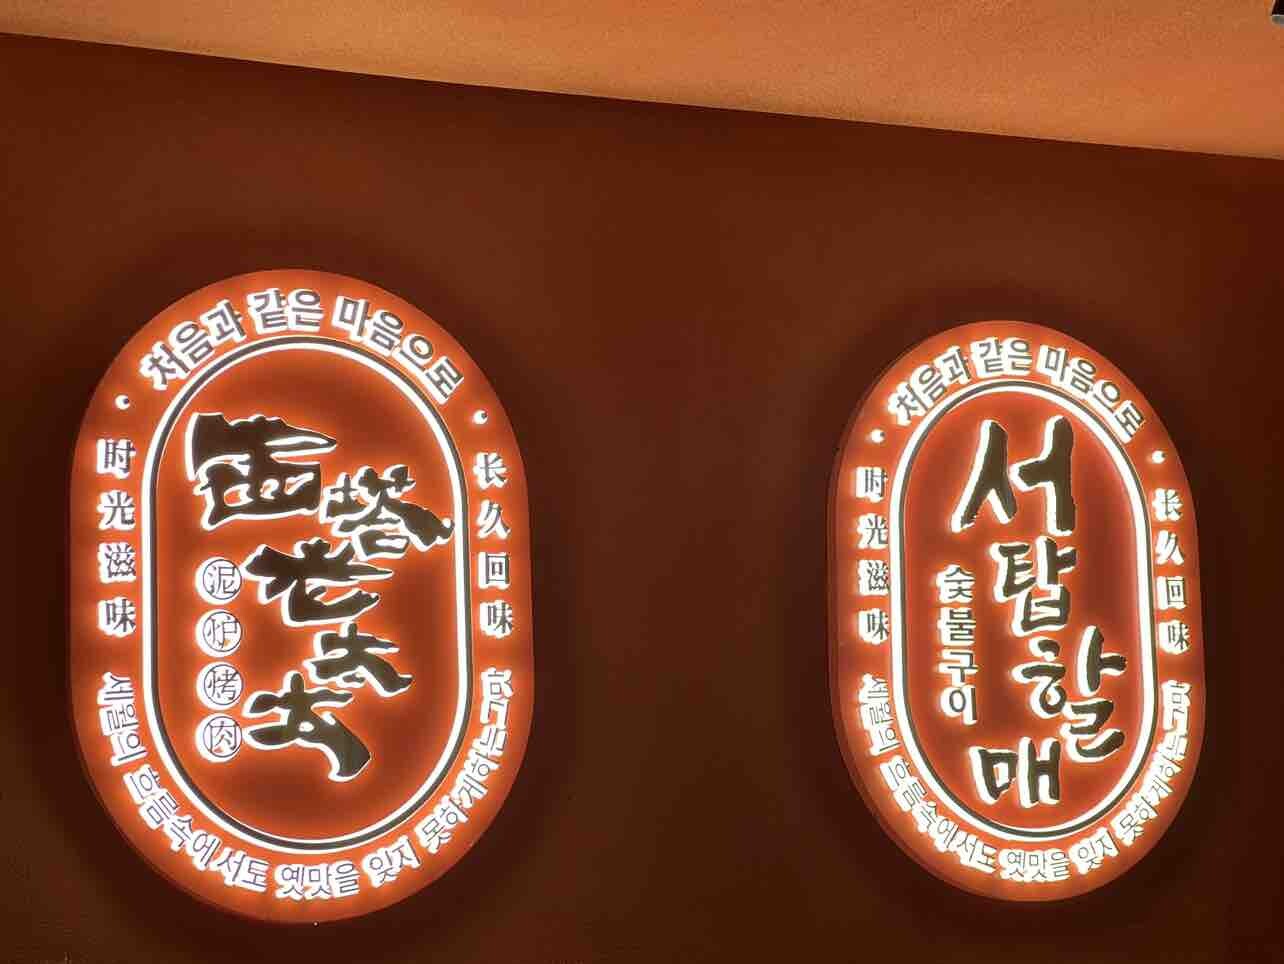 처음과 같은 마음으로
时光滋味
长久回味
西塔老太太
泥炉烤肉
세월의 흐름속에서도 옛맛을 잊지 못하게하는그맛
처음과 같은 마음으로
时光滋味
长久回味
서탑할매
숯불구이
세월의 흐름속에서도 옛맛을 잊지 못하게하는그맛